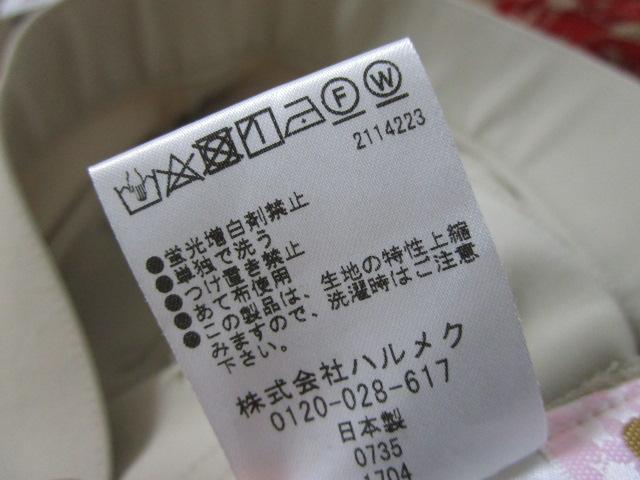 F W
2114223
●蛍光増白剤禁止
●単独で洗う
●つけ置き禁止
●あて布使用
●この製品は、生地の特性上縮
みますので、洗濯時はご注意
下さい。
株式会社ハルメク
0120-028-617
日本製
0735
1704